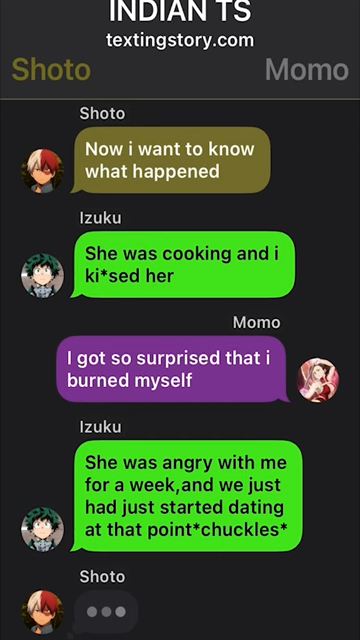 INDIAN TS
textingstory.com
Shoto Momo
Shoto
Now i want to know
what happened
Izuku
She was cooking and i
ki*sed her
Momo
I got so surprised that i
burned myself
Izuku
She was angry with me
for a week,and we just
had just started dating
at that point*chuckles*
Shoto